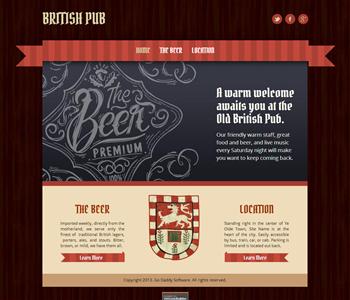 BRITISH PUB
HOME THE BEER LOCATION
The
Beer
PREMIUM
A warm welcome
awaits you at the
Old British Pub.
Our friendly warm staff, great
food and beer, and live music
every Saturday night will make
you want to keep coming back.
THE BEER
Imported weekly, directly from the
motherland, we serve only the
finest of traditional British lagers,
porters, ales, and stouts. Bitter,
brown, or mild, we have them all.
Learn More
LOCATION
Standing right in the center of Ye
Olde Town, Site Name is at the
heart of the city. Easily accessible
by bus, train, car, or cab. Parking is
limited and is located out back.
Learn More
Copyright 2013. Go Daddy Software. All rights reserved.